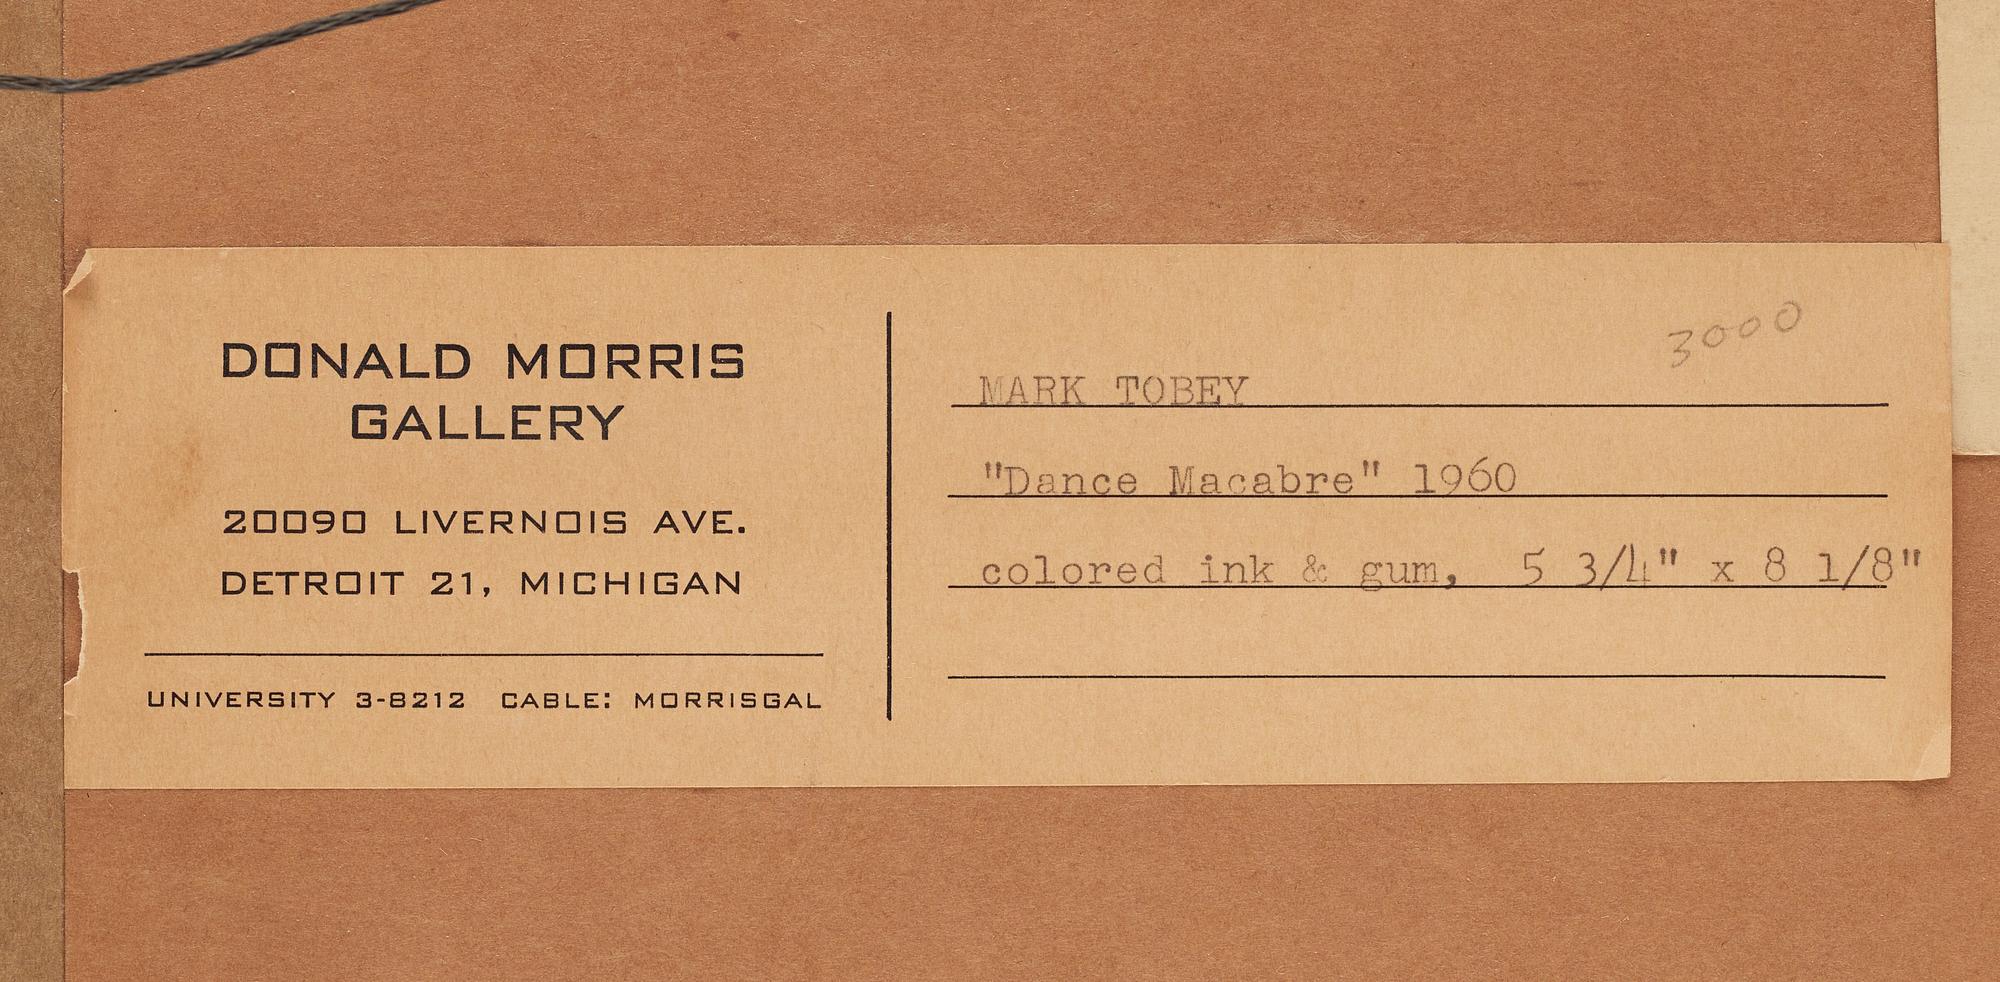 DONALD MORRIS
GALLERY
20090 LIVERNOIS AVE.
DETROIT 21, MICHIGAN
UNIVERSITY 3-8212 CABLE: MORRISGAL
3000
MARK TOBEY
"Dance Macabre" 1960
colored ink & gum, 5 3/4" x 8 1/8"